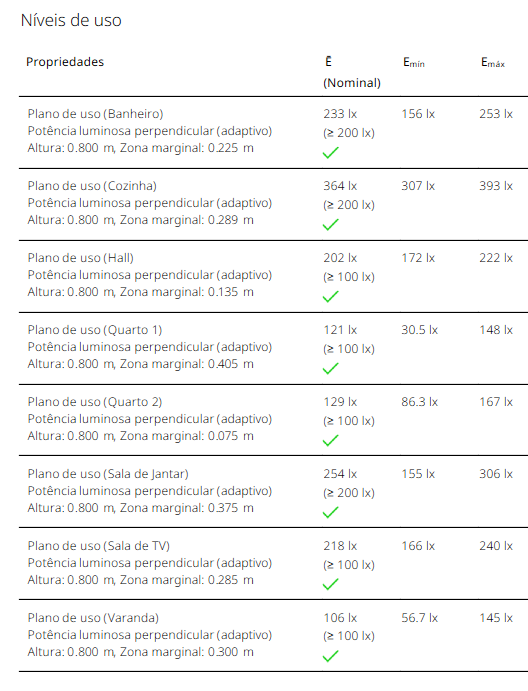 Níveis de uso
Propriedades Ē Emín Emáx
(Nominal)
Plano de uso (Banheiro) 233 lx 156 lx 253 lx
Potência luminosa perpendicular (adaptivo) (≥ 200 lx)
Altura: 0.800 m, Zona marginal: 0.225 m
Plano de uso (Cozinha) 364 lx 307 lx 393 lx
Potência luminosa perpendicular (adaptivo) (≥ 200 lx)
Altura: 0.800 m, Zona marginal: 0.289 m
Plano de uso (Hall) 202 lx 172 lx 222 lx
Potência luminosa perpendicular (adaptivo) (≥ 100 lx)
Altura: 0.800 m, Zona marginal: 0.135 m
Plano de uso (Quarto 1) 121 lx 30.5 lx 148 lx
Potência luminosa perpendicular (adaptivo) (≥ 100 lx)
Altura: 0.800 m, Zona marginal: 0.405 m
Plano de uso (Quarto 2) 129 lx 86.3 lx 167 lx
Potência luminosa perpendicular (adaptivo) (≥ 100 lx)
Altura: 0.800 m, Zona marginal: 0.075 m
Plano de uso (Sala de Jantar) 254 lx 155 lx 306 lx
Potência luminosa perpendicular (adaptivo) (≥ 200 lx)
Altura: 0.800 m, Zona marginal: 0.375 m
Plano de uso (Sala de TV) 218 lx 166 lx 240 lx
Potência luminosa perpendicular (adaptivo) (≥ 100 lx)
Altura: 0.800 m, Zona marginal: 0.285 m
Plano de uso (Varanda) 106 lx 56.7 lx 145 lx
Potência luminosa perpendicular (adaptivo) (≥ 100 lx)
Altura: 0.800 m, Zona marginal: 0.300 m